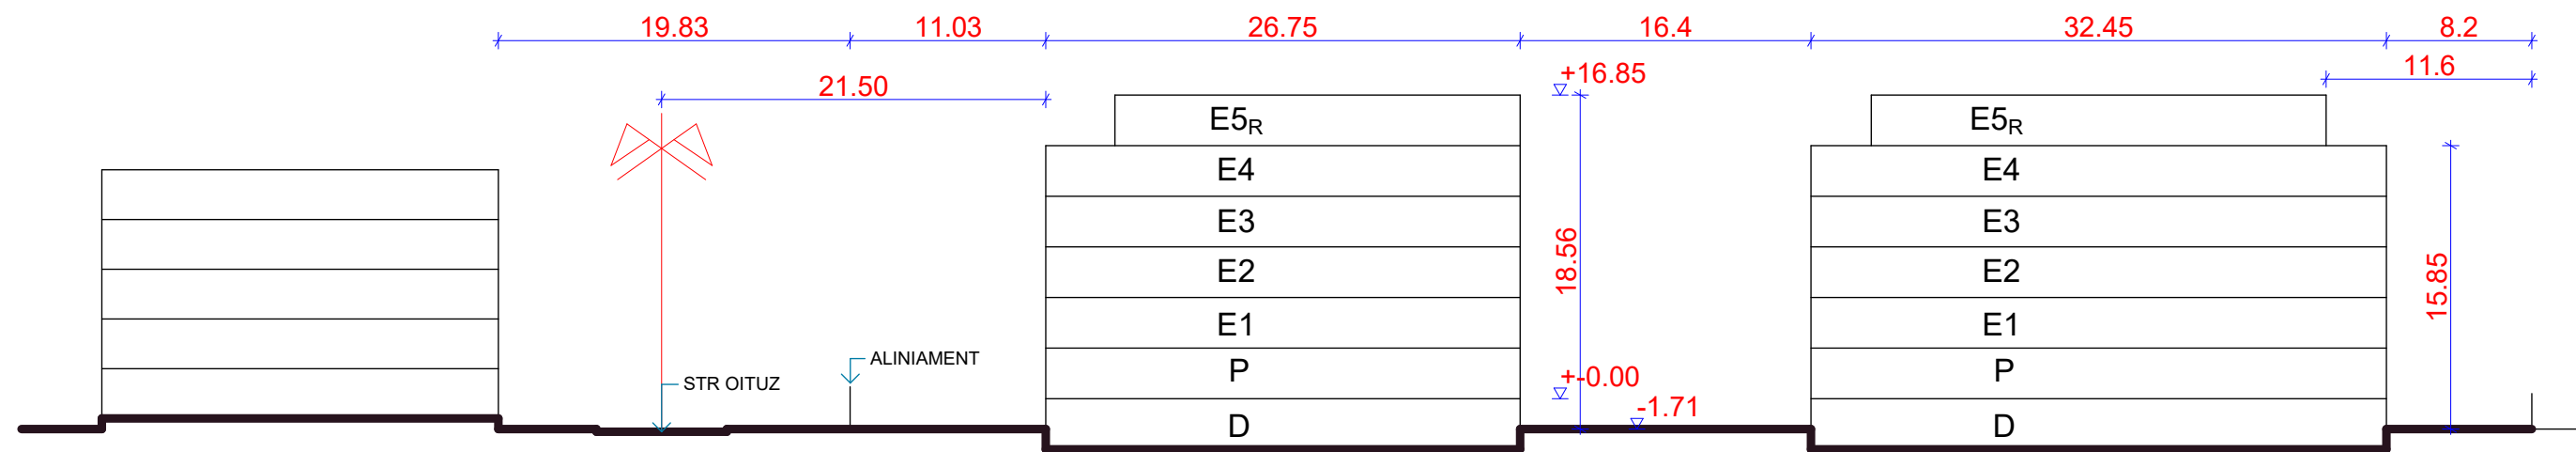 19.83 11.03 26.75 16.4 32.45 8.2
21.50 +16.85 11.6
E5R E5R
E4 E4
E3 E3
18.56
E2 E2
15.85
E1 E1
ALINIAMENT
P P
STR OITUZ +-0.00
-1.71
D D